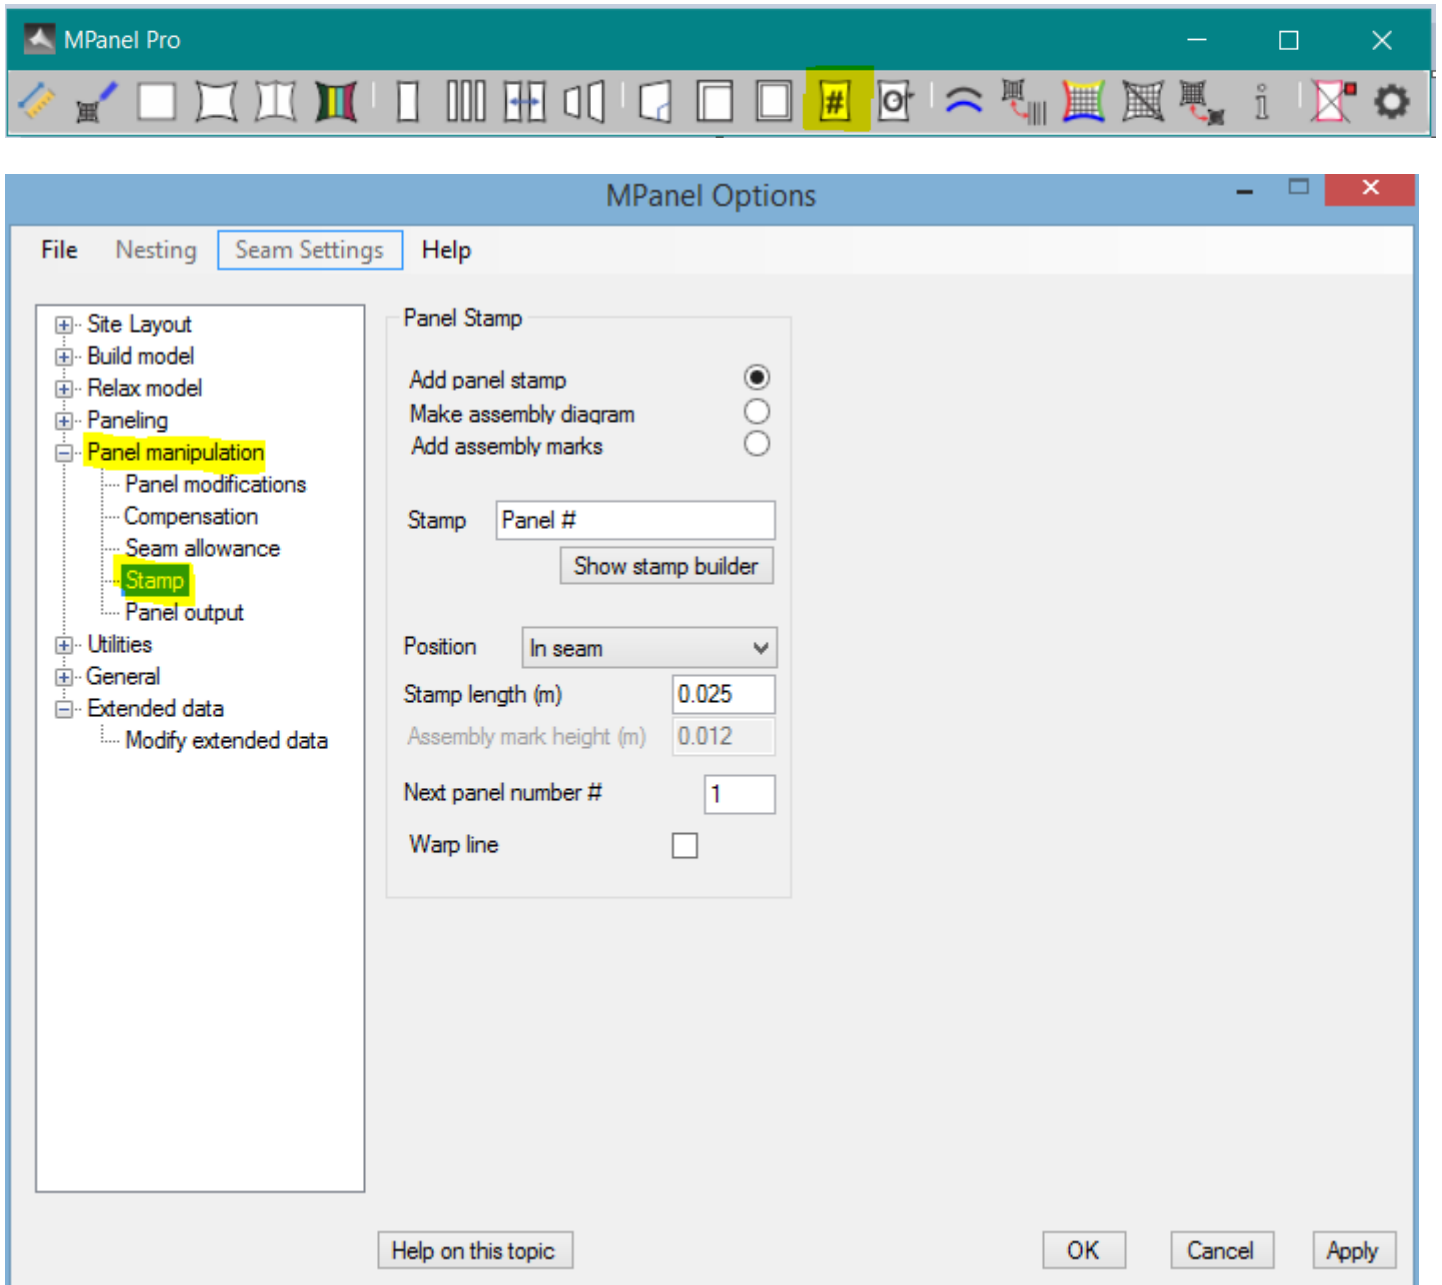 MPanel Pro
#
MPanel Options
File Nesting Seam Settings Help
Site Layout
Build model
Relax model
Paneling
Panel manipulation
Panel modifications
Compensation
Seam allowance
Stamp
Panel output
Utilities
General
Extended data
Modify extended data
Panel Stamp
Add panel stamp
Make assembly diagram
Add assembly marks
Stamp Panel #
Show stamp builder
Position In seam
Stamp length (m) 0.025
Assembly mark height (m) 0.012
Next panel number # 1
Warp line
Help on this topic OK Cancel Apply